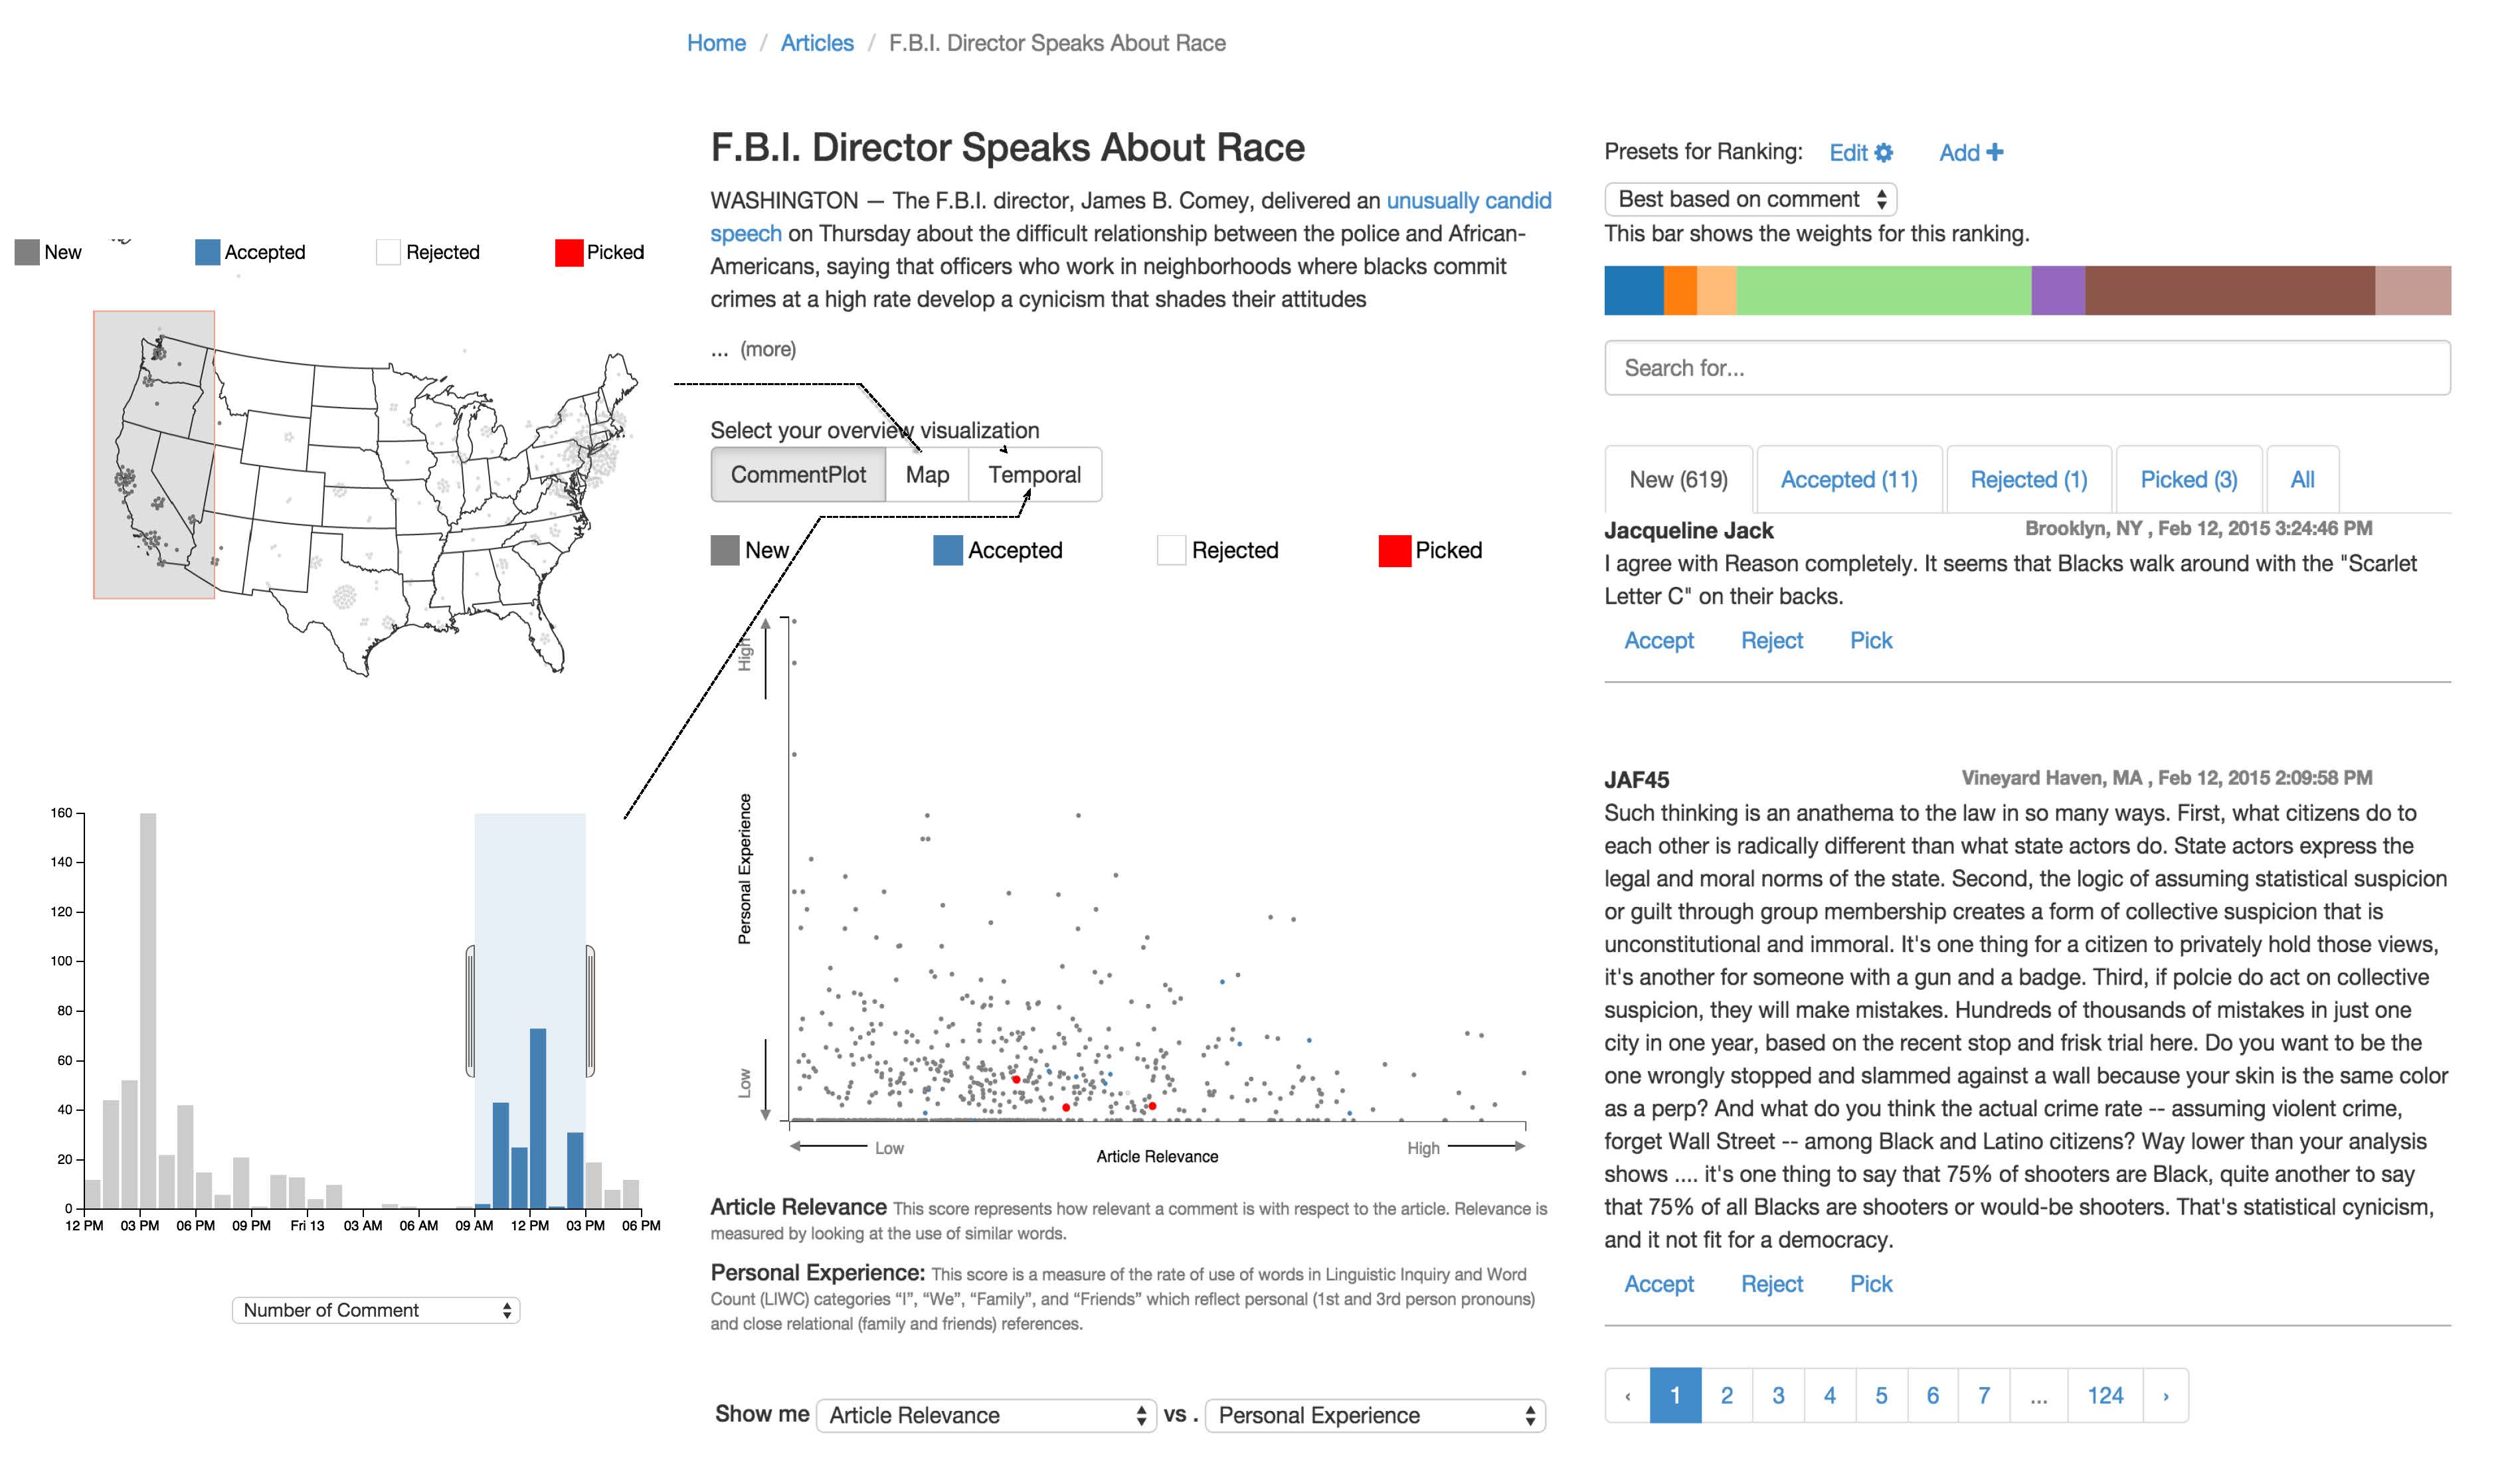 Home / Articles / F.B.I. Director Speaks About Race
New
Accepted
Rejected
Picked
160
140
120
100
80
60
40
20
0
12 PM
03 PM
06 PM
09 PM
Fri 13
03 AM
06 AM
09 AM
12 PM
03 PM
06 PM
Number of Comment
F.B.I. Director Speaks About Race
WASHINGTON — The F.B.I. director, James B. Comey, delivered an unusually candid
speech on Thursday about the difficult relationship between the police and African-
Americans, saying that officers who work in neighborhoods where blacks commit
crimes at a high rate develop a cynicism that shades their attitudes
... (more)
Select your overview visualization
CommentPlot
Map
Temporal
New
Accepted
Rejected
Picked
High
Personal Experience
Low
Low
Article Relevance
High
Article Relevance This score represents how relevant a comment is with respect to the article. Relevance is
measured by looking at the use of similar words.
Personal Experience: This score is a measure of the rate of use of words in Linguistic Inquiry and Word
Count (LIWC) categories “I”, “We”, “Family”, and “Friends” which reflect personal (1st and 3rd person pronouns)
and close relational (family and friends) references.
Show me Article Relevance vs . Personal Experience
Presets for Ranking: Edit Add +
Best based on comment
This bar shows the weights for this ranking.
Search for...
New (619)
Accepted (11)
Rejected (1)
Picked (3)
All
Jacqueline Jack Brooklyn, NY , Feb 12, 2015 3:24:46 PM
I agree with Reason completely. It seems that Blacks walk around with the "Scarlet
Letter C" on their backs.
Accept Reject Pick
JAF45 Vineyard Haven, MA , Feb 12, 2015 2:09:58 PM
Such thinking is an anathema to the law in so many ways. First, what citizens do to
each other is radically different than what state actors do. State actors express the
legal and moral norms of the state. Second, the logic of assuming statistical suspicion
or guilt through group membership creates a form of collective suspicion that is
unconstitutional and immoral. It's one thing for a citizen to privately hold those views,
it's another for someone with a gun and a badge. Third, if polcie do act on collective
suspicion, they will make mistakes. Hundreds of thousands of mistakes in just one
city in one year, based on the recent stop and frisk trial here. Do you want to be the
one wrongly stopped and slammed against a wall because your skin is the same color
as a perp? And what do you think the actual crime rate -- assuming violent crime,
forget Wall Street -- among Black and Latino citizens? Way lower than your analysis
shows .... it's one thing to say that 75% of shooters are Black, quite another to say
that 75% of all Blacks are shooters or would-be shooters. That's statistical cynicism,
and it not fit for a democracy.
Accept Reject Pick
‹ 1 2 3 4 5 6 7 ... 124 ›